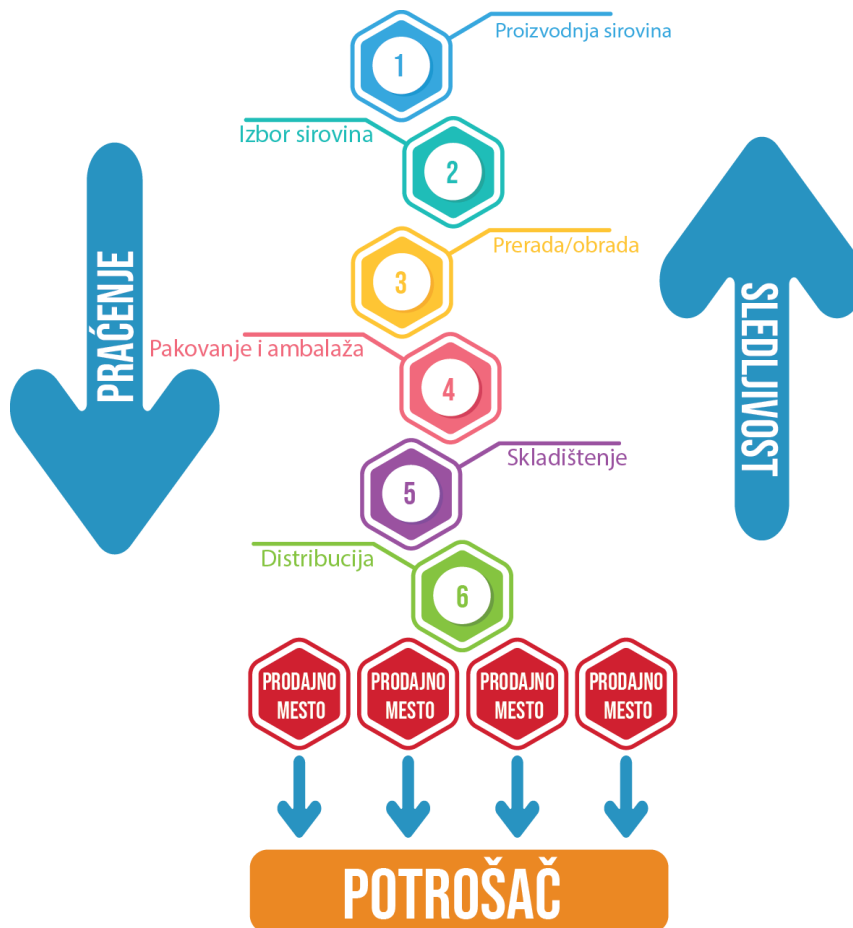 1
Proizvodnja sirovina
Izbor sirovina
2
PRÁĆENJE
SLEDLJIVOST
3
Prerada/obrada
Pakovanje i ambalaža
4
5
Skladištenje
Distribucija
6
PRODAJNO
MESTO
PRODAJNO
MESTO
PRODAJNO
MESTO
PRODAJNO
MESTO
POTROŠAČ